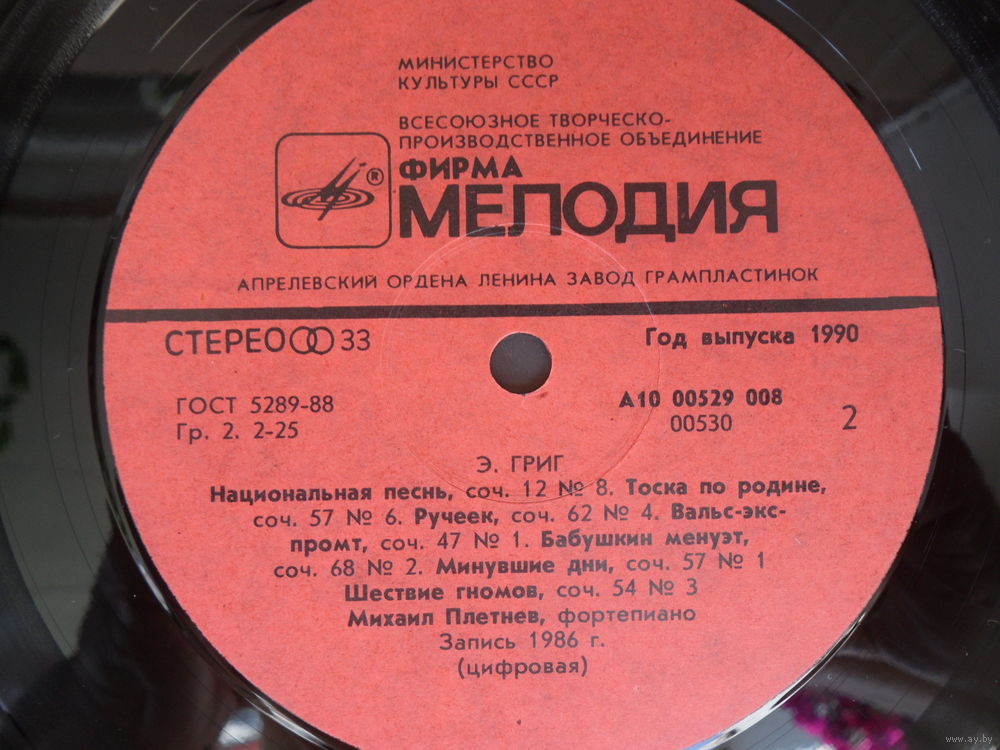 МИНИСТЕРСТВО
КУЛЬТУРЫ СССР
ВСЕСОЮЗНОЕ ТВОРЧЕСКО-
ПРОИЗВОДСТВЕННОЕ ОБЪЕДИНЕНИЕ
ФИРМА
®
МЕЛОДИЯ
АПРЕЛЕВСКИЙ ОРДЕНА ЛЕНИНА ЗАВОД ГРАМПЛАСТИНОК
СТЕРЕО 33
Год выпуска 1990
ГОСТ 5289-88
Гр. 2. 2-25
А10 00529 008
00530
2
Э. ГРИГ
Национальная песнь, соч. 12 № 8. Тоска по родине,
соч. 57 № 6. Ручеек, соч. 62 № 4. Вальс-экс-
промт, соч. 47 № 1. Бабушкин менуэт,
соч. 68 № 2. Минувшие дни, соч. 57 № 1
Шествие гномов, соч. 54 № 3
Михаил Плетнев, фортепиано
Запись 1986 г.
(цифровая)
www.ay.by